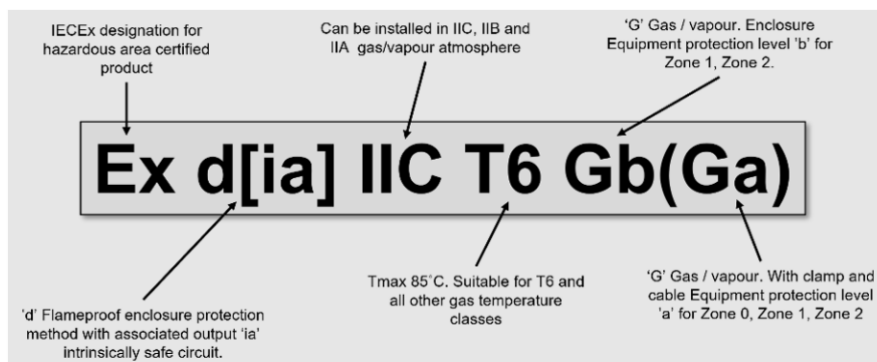 IECEx designation for
hazardous area certified
product
Can be installed in IIC, IIB and
IIA gas/vapour atmosphere
'G' Gas / vapour. Enclosure
Equipment protection level 'b' for
Zone 1, Zone 2.
Ex d[ia] IIC T6 Gb(Ga)
'd' Flameproof enclosure protection
method with associated output 'ia'
intrinsically safe circuit.
Tmax 85˚C. Suitable for T6 and
all other gas temperature
classes
'G' Gas / vapour. With clamp and
cable Equipment protection level
'a' for Zone 0, Zone 1, Zone 2